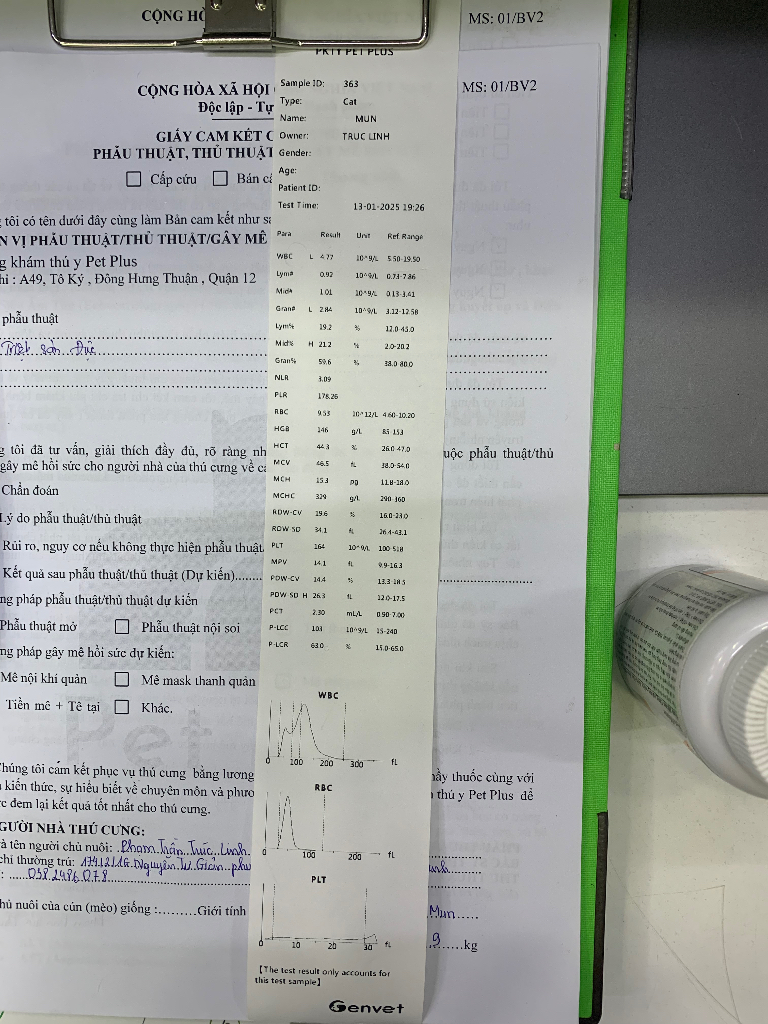 CỘNG HÒ
MS: 01/BV2
CỘNG HÒA XÃ HỘI
MS: 01/BV2
Độc lập - Tự
GIẤY CAM KẾT
PHẪU THUẬT, THỦ THUẬT
☐ Cấp cứu ☐ Bán
tôi có tên dưới đây cùng làm Bản cam kết như
VỊ PHẪU THUẬT/THỦ THUẬT/GÂY MÊ
khám thú y Pet Plus
: A49, Tô Ký , Đông Hưng Thuận , Quận 12
phẫu thuật
Triệt sản Đực
tôi đã tư vấn, giải thích đầy đủ, rõ ràng
phẫu thuật/thủ
gây mê hồi sức cho người nhà của thú cưng về
Chẩn đoán
Lý do phẫu thuật/thủ thuật
Rủi ro, nguy cơ nếu không thực hiện phẫu thuật
Kết quả sau phẫu thuật/thủ thuật (Dự kiến)
pháp phẫu thuật/thủ thuật dự kiến
Phẫu thuật mở ☐ Phẫu thuật nội soi
pháp gây mê hồi sức dự kiến:
Mê nội khí quản ☐ Mê mask thanh quản
Tiền mê + Tê tại ☐ Khác.
Chúng tôi cam kết phục vụ thú cưng bằng lương
thầy thuốc cùng với
kiến thức, sự hiểu biết về chuyên môn và
thú y Pet Plus để
đem lại kết quả tốt nhất cho thú cưng.
NGƯỜI NHÀ THÚ CƯNG:
tên người chủ nuôi: Phạm Trần Trúc Linh
chỉ thường trú: Nguyễn Tư Giản
hủ nuôi của cún (mèo) giống :.........Giới tính
Mun.....
9......kg
PKTY PET PLUS
Sample ID: 363
Type: Cat
Name: MUN
Owner: TRUC LINH
Gender:
Age:
Patient ID:
Test Time: 13-01-2025 19:26
Para Result Unit Ref. Range
WBC L 4.77 10^9/L 5.50-19.50
Lym# 0.92 10^9/L 0.73-7.86
Mid# 1.01 10^9/L 0.13-3.41
Gran# L 2.84 10^9/L 3.12-12.58
Lym% 19.2 % 12.0-45.0
Mid% H 21.2 % 2.0-20.2
Gran% 59.6 % 38.0-80.0
NLR 3.09
PLR 178.26
RBC 9.53 10^12/L 4.60-10.20
HGB 146 g/L 85-153
HCT 44.3 % 26.0-47.0
MCV 46.5 fL 38.0-54.0
MCH 15.3 pg 11.8-18.0
MCHC 329 g/L 290-360
RDW-CV 19.6 % 16.0-23.0
RDW-SD 34.1 fL 26.4-43.1
PLT 164 10^9/L 100-518
MPV 14.1 fL 9.9-16.3
PDW-CV 14.4 % 13.3-18.5
PDW-SD H 26.3 fL 12.0-17.5
PCT 2.30 mL/L 0.90-7.00
P-LCC 103 10^9/L 15-240
P-LCR 63.0 % 15.0-65.0
WBC
0 100 200 300 fL
RBC
0 100 200 fL
PLT
0 10 20 30 fL
【The test result only accounts for
this test sample】
Genvet